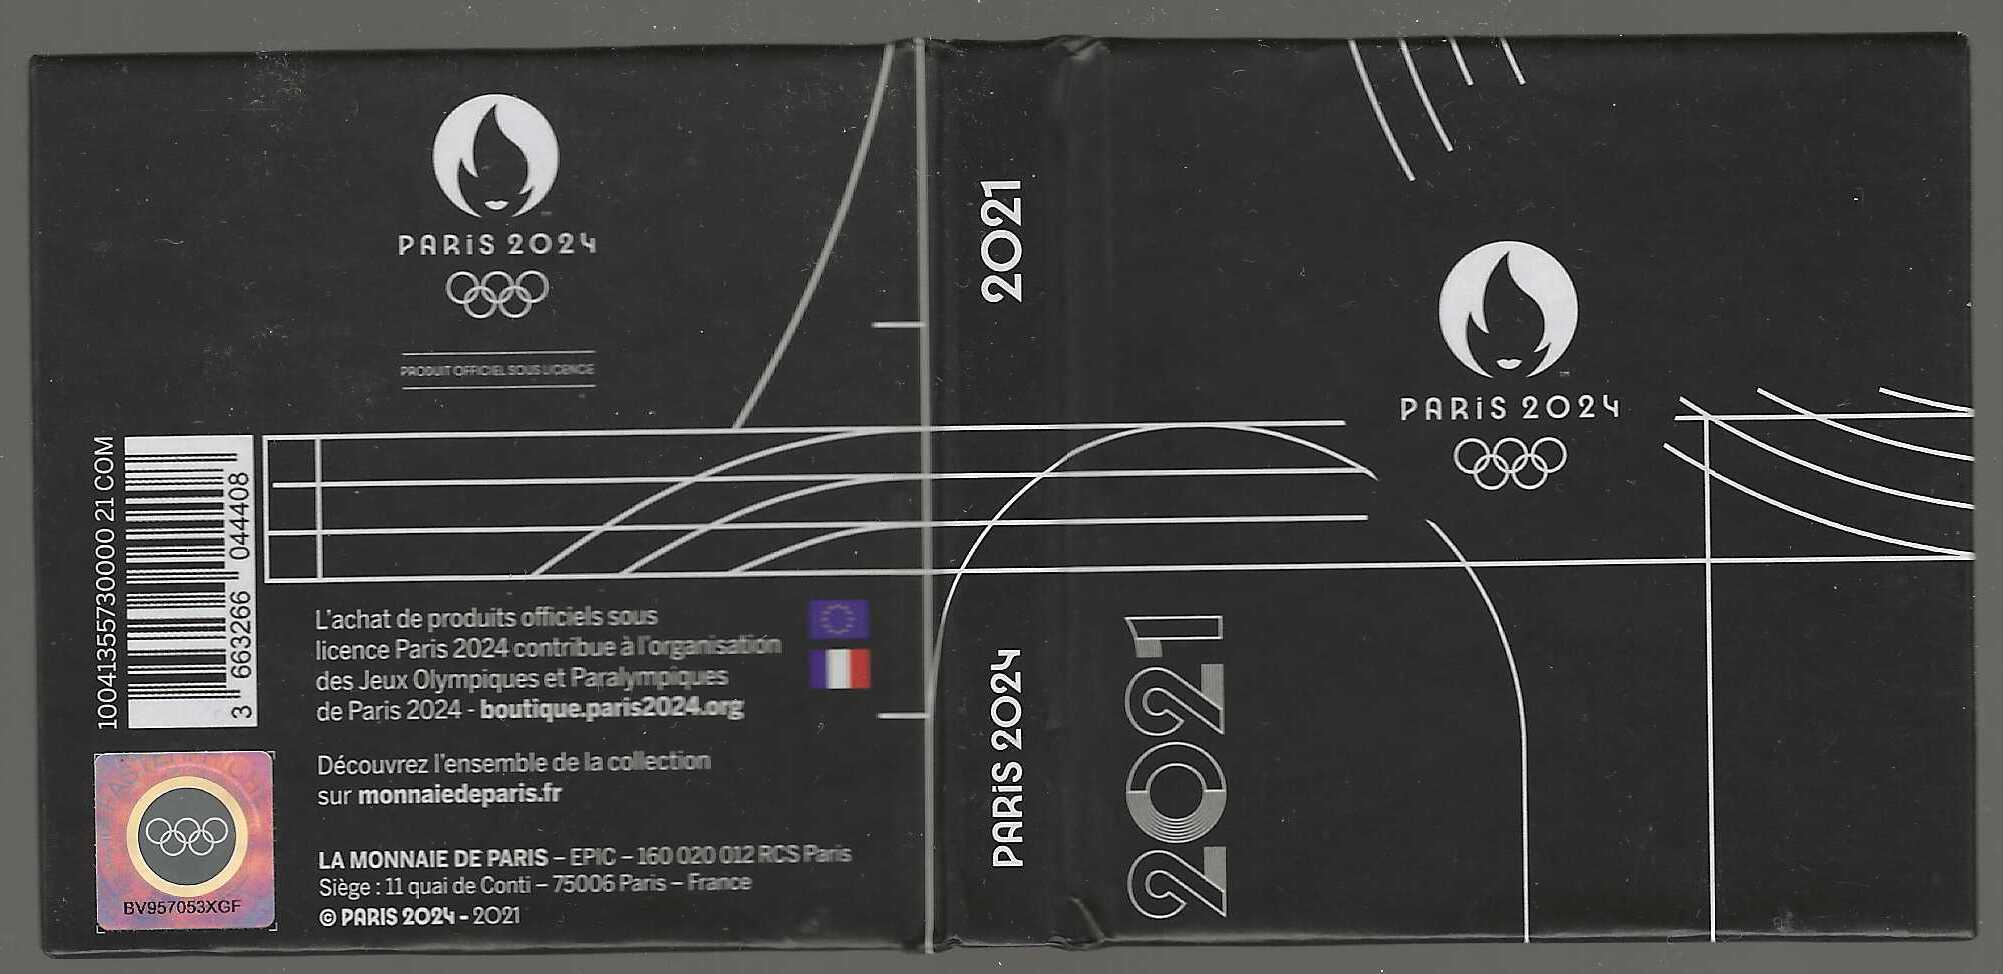 PARIS 2024
PRODUIT OFFICIEL SOUS LICENCE
10041355730000 21 COM
3 663266 044408
L'achat de produits officiels sous
licence Paris 2024 contribue à l'organisation
des Jeux Olympiques et Paralympiques
de Paris 2024 - boutique.paris2024.org
Découvrez l'ensemble de la collection
sur monnaiedeparis.fr
LA MONNAIE DE PARIS – EPIC – 160 020 012 RCS Paris
Siège : 11 quai de Conti – 75006 Paris – France
© PARIS 2024 - 2021
BV957053XGF
PARIS 2024
2021
PARIS 2024
2021